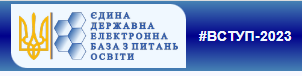 ЄДИНА
ДЕРЖАВНА
ЕЛЕКТРОННА
БАЗА З ПИТАНЬ
ОСВІТИ
#ВСТУП-2023